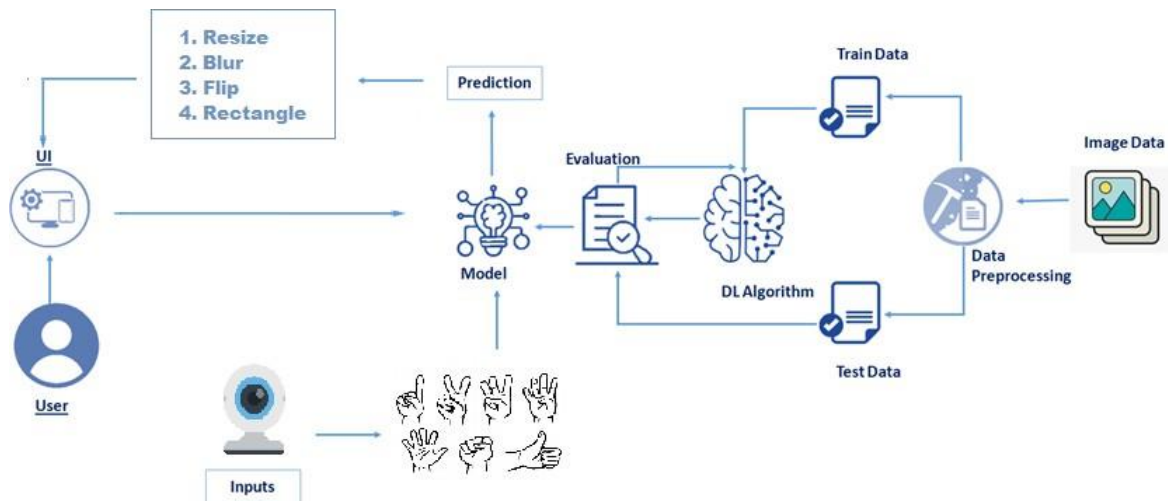 1. Resize
2. Blur
3. Flip
4. Rectangle
Prediction
Train Data
Evaluation
Image Data
UI
Model
DL Algorithm
Data
Preprocessing
User
Test Data
Inputs